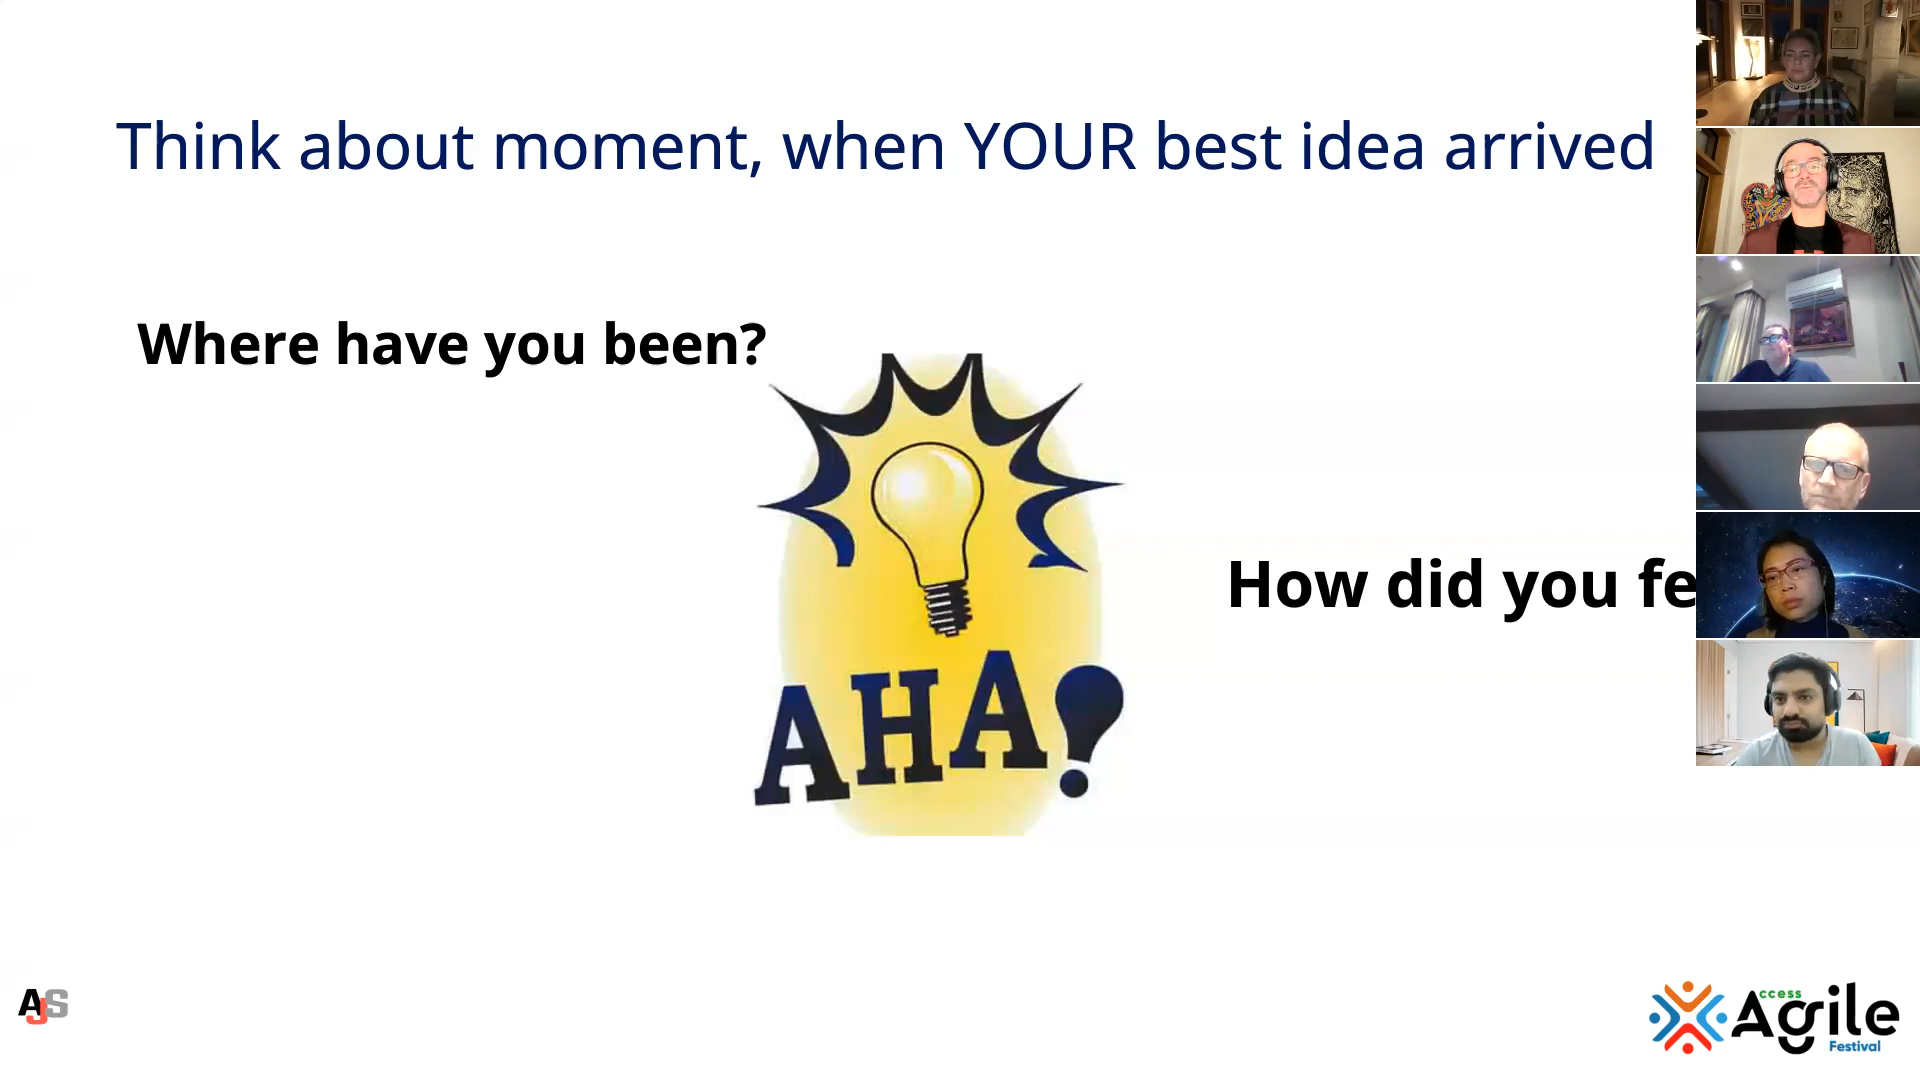 Think about moment, when YOUR best idea arrived
Where have you been?
How did you fe
AHA!
AJS
Access
Agile
Festival